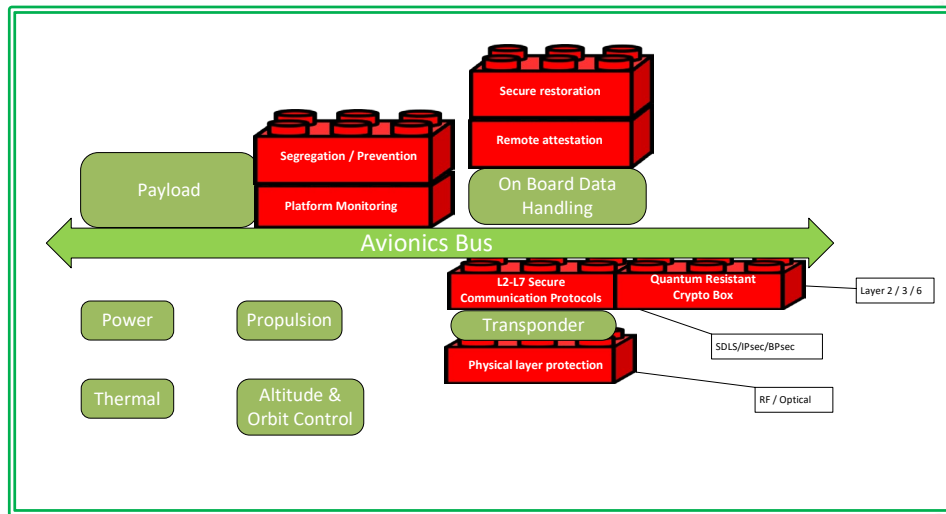 Secure restoration
Remote attestation
Segregation / Prevention
Platform Monitoring
Payload
On Board Data
Handling
Avionics Bus
L2-L7 Secure
Communication Protocols
Quantum Resistant
Crypto Box
Layer 2 / 3 / 6
Power
Propulsion
Transponder
SDLS/IPsec/BPsec
Physical layer protection
Thermal
Altitude &
Orbit Control
RF / Optical